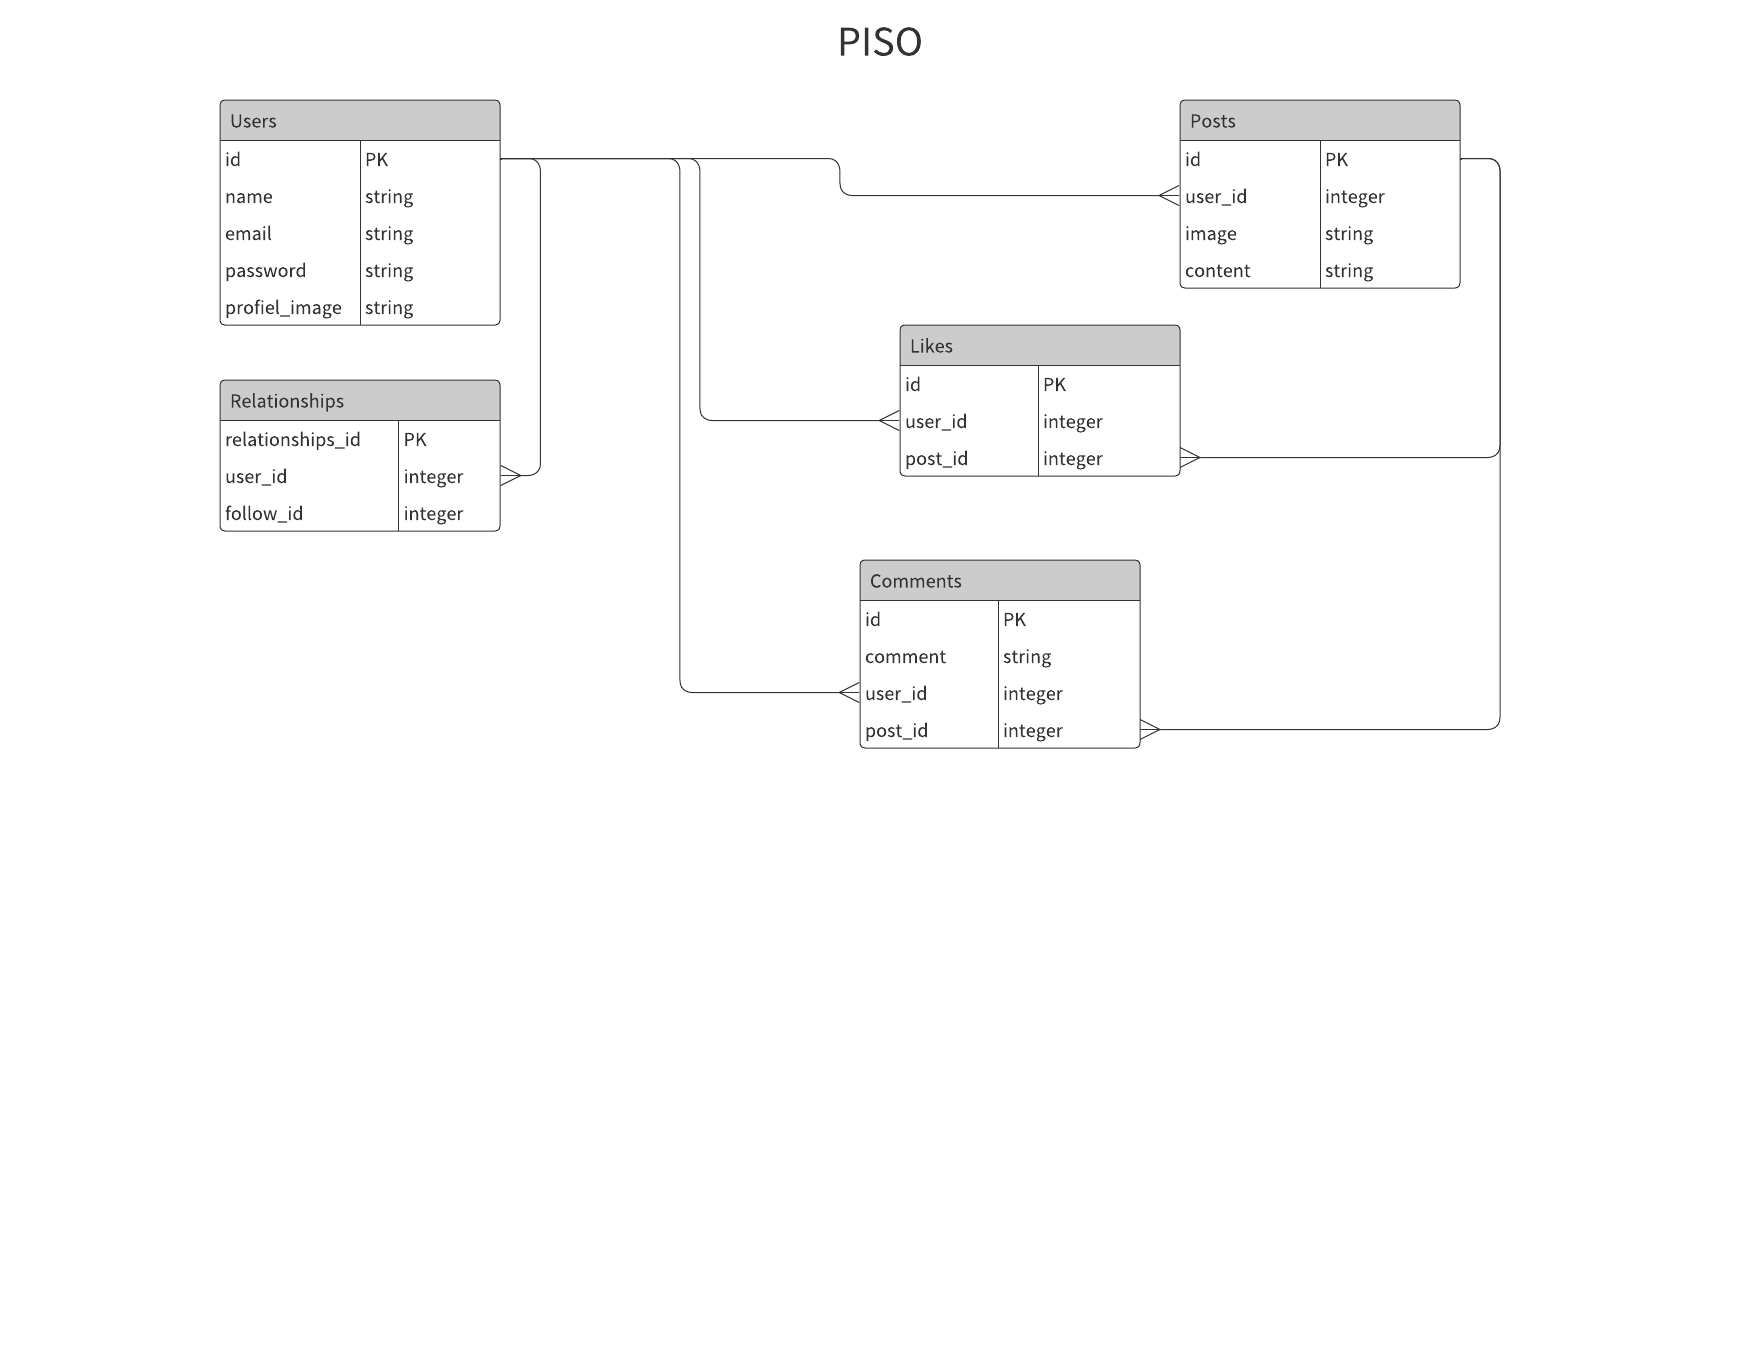 PISO
Users
id PK
name string
email string
password string
profiel_image string
Relationships
relationships_id PK
user_id integer
follow_id integer
Posts
id PK
user_id integer
image string
content string
Likes
id PK
user_id integer
post_id integer
Comments
id PK
comment string
user_id integer
post_id integer